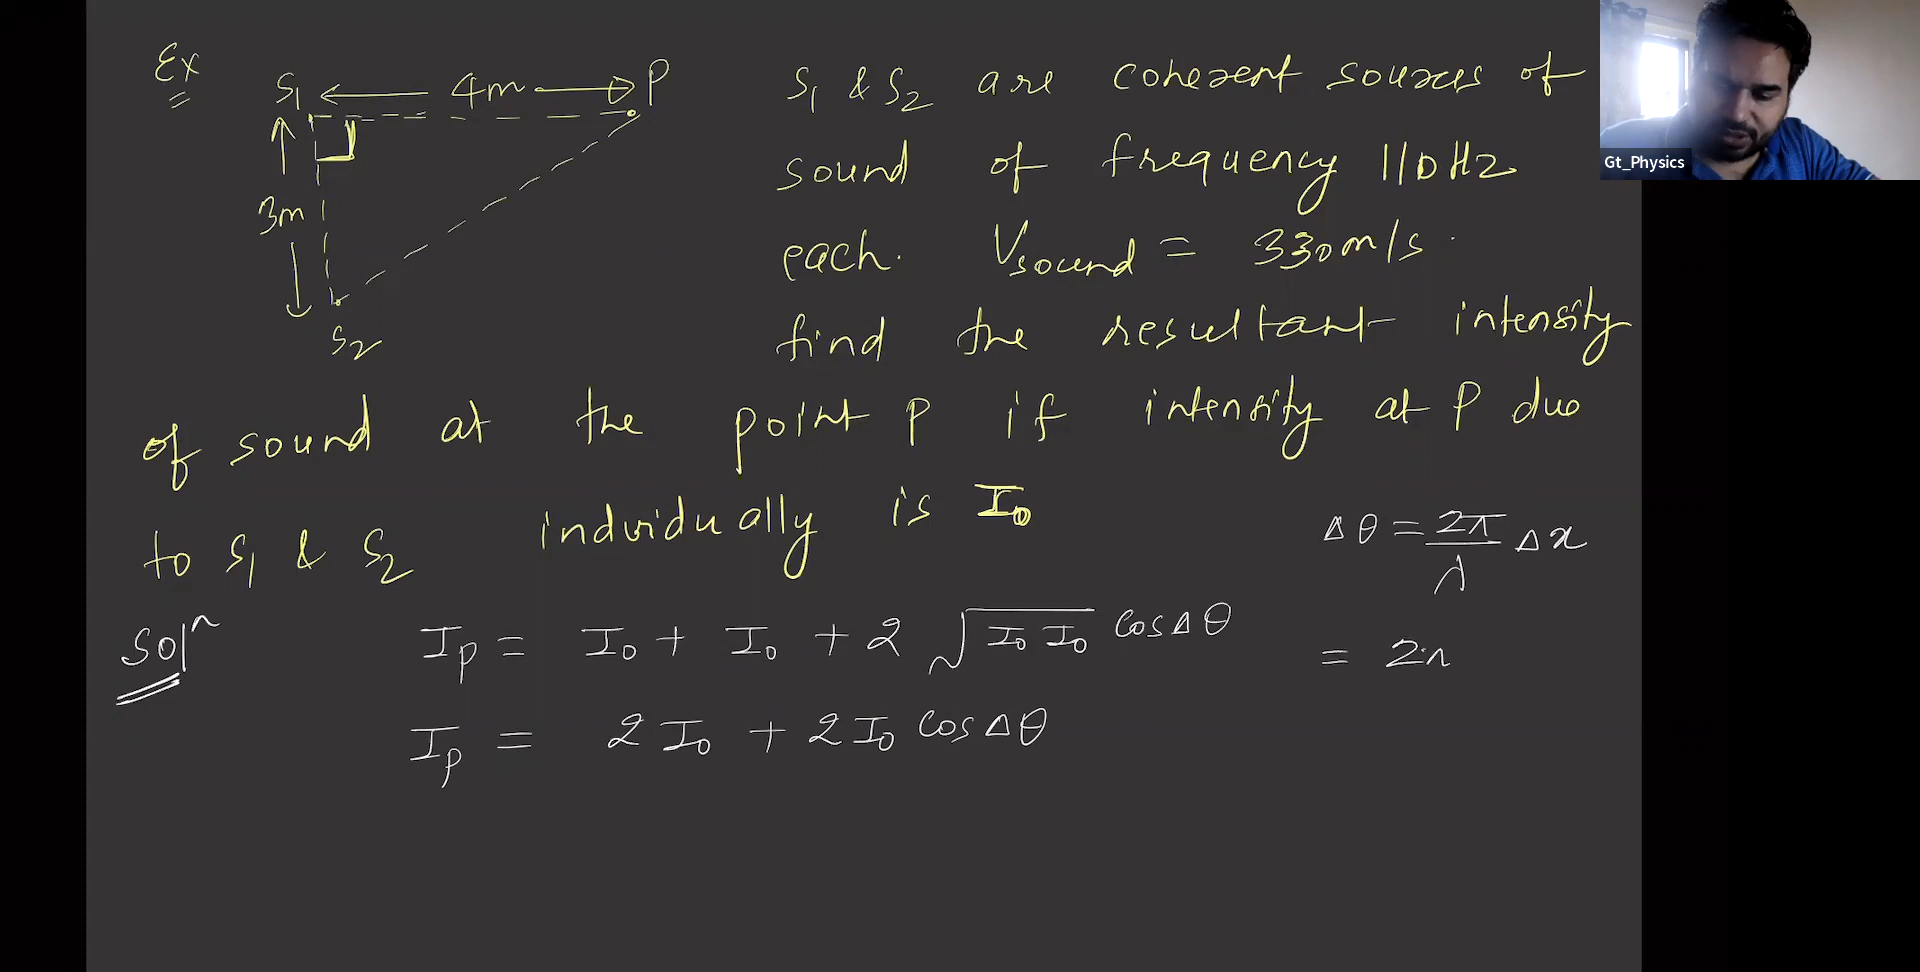 Ex
S1 4m P
3m
S2
S1 & S2 are coherent sources of
sound of frequency 110Hz
each. Vsound = 330m/s.
find the resultant intensity
of sound at the point P if intensity at P due
to S1 & S2 indvidually is I0
Soln
Ip = I0 + I0 + 2 √I0 I0 cosΔθ
Ip = 2I0 + 2I0 cosΔθ
Δθ = 2π/λ Δx
= 2π
Gt_Physics